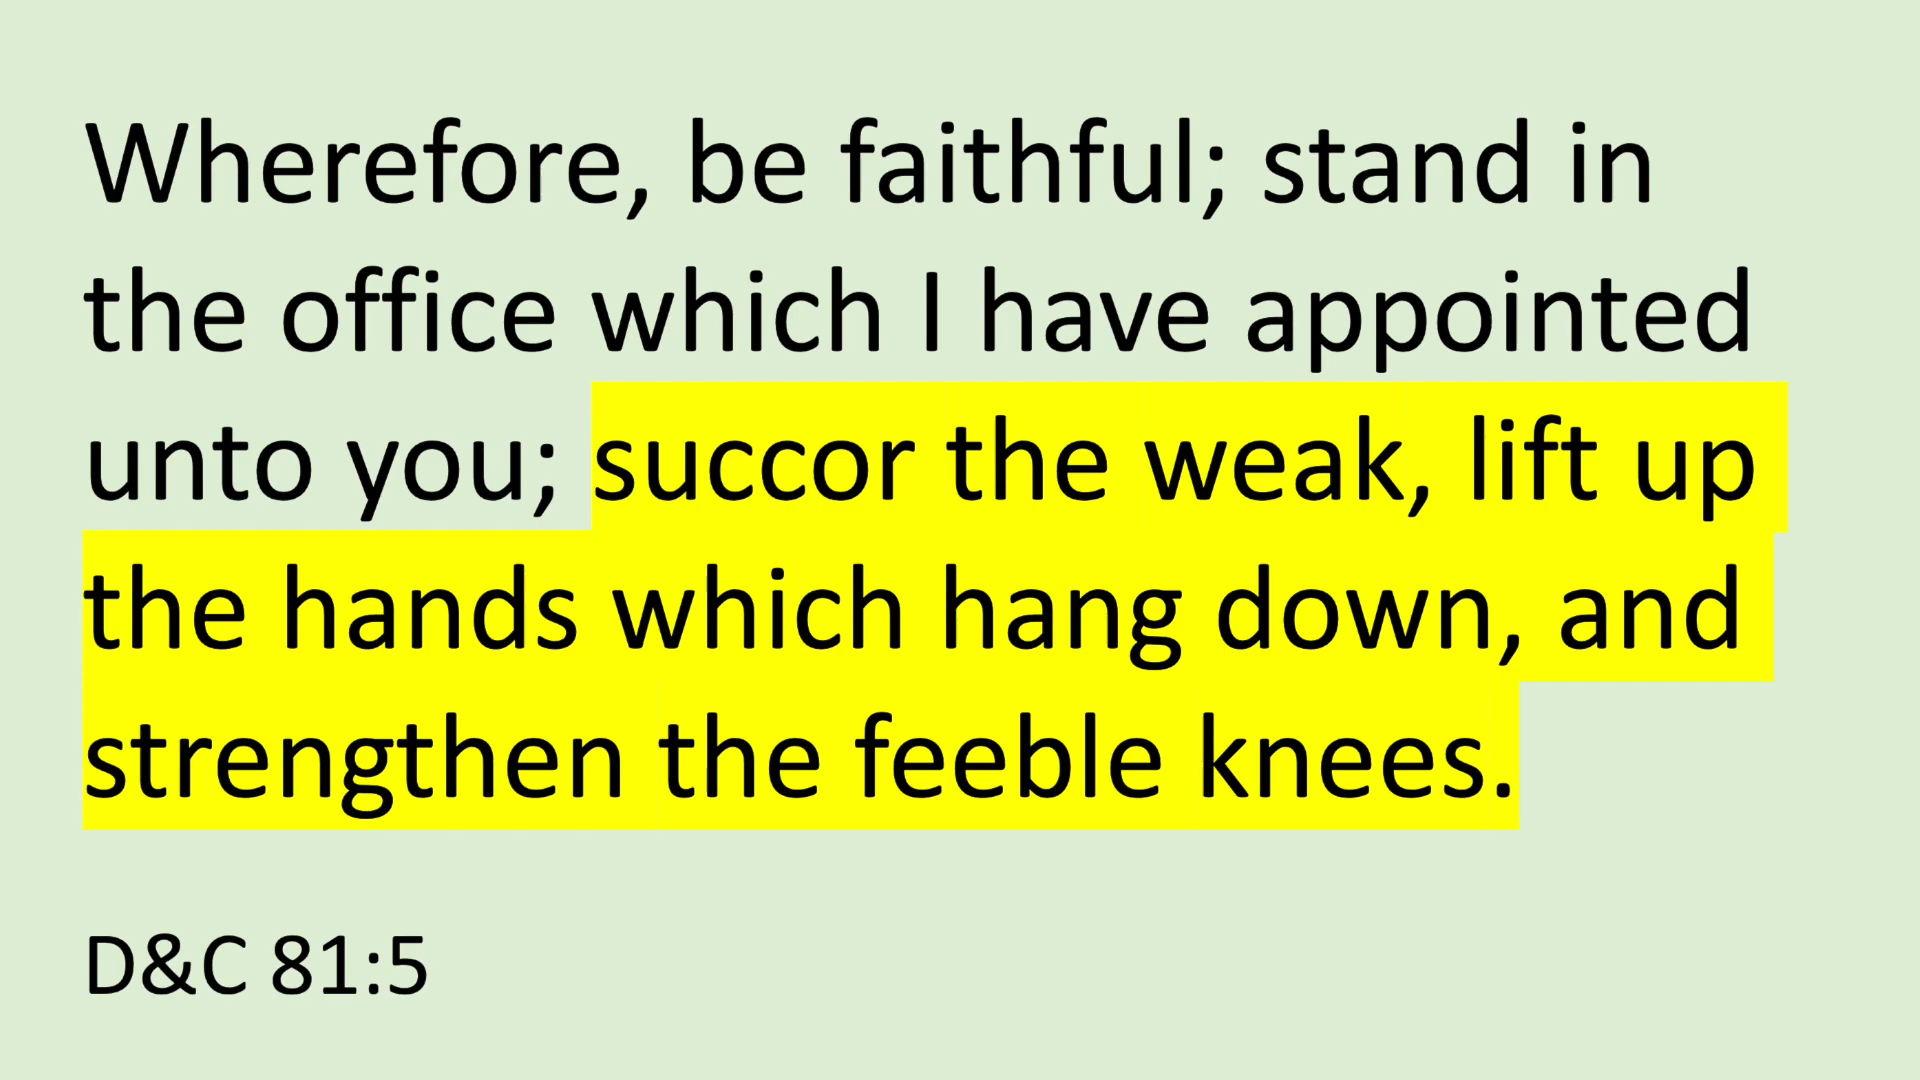 Wherefore, be faithful; stand in
the office which I have appointed
unto you; succor the weak, lift up
the hands which hang down, and
strengthen the feeble knees.
D&C 81:5